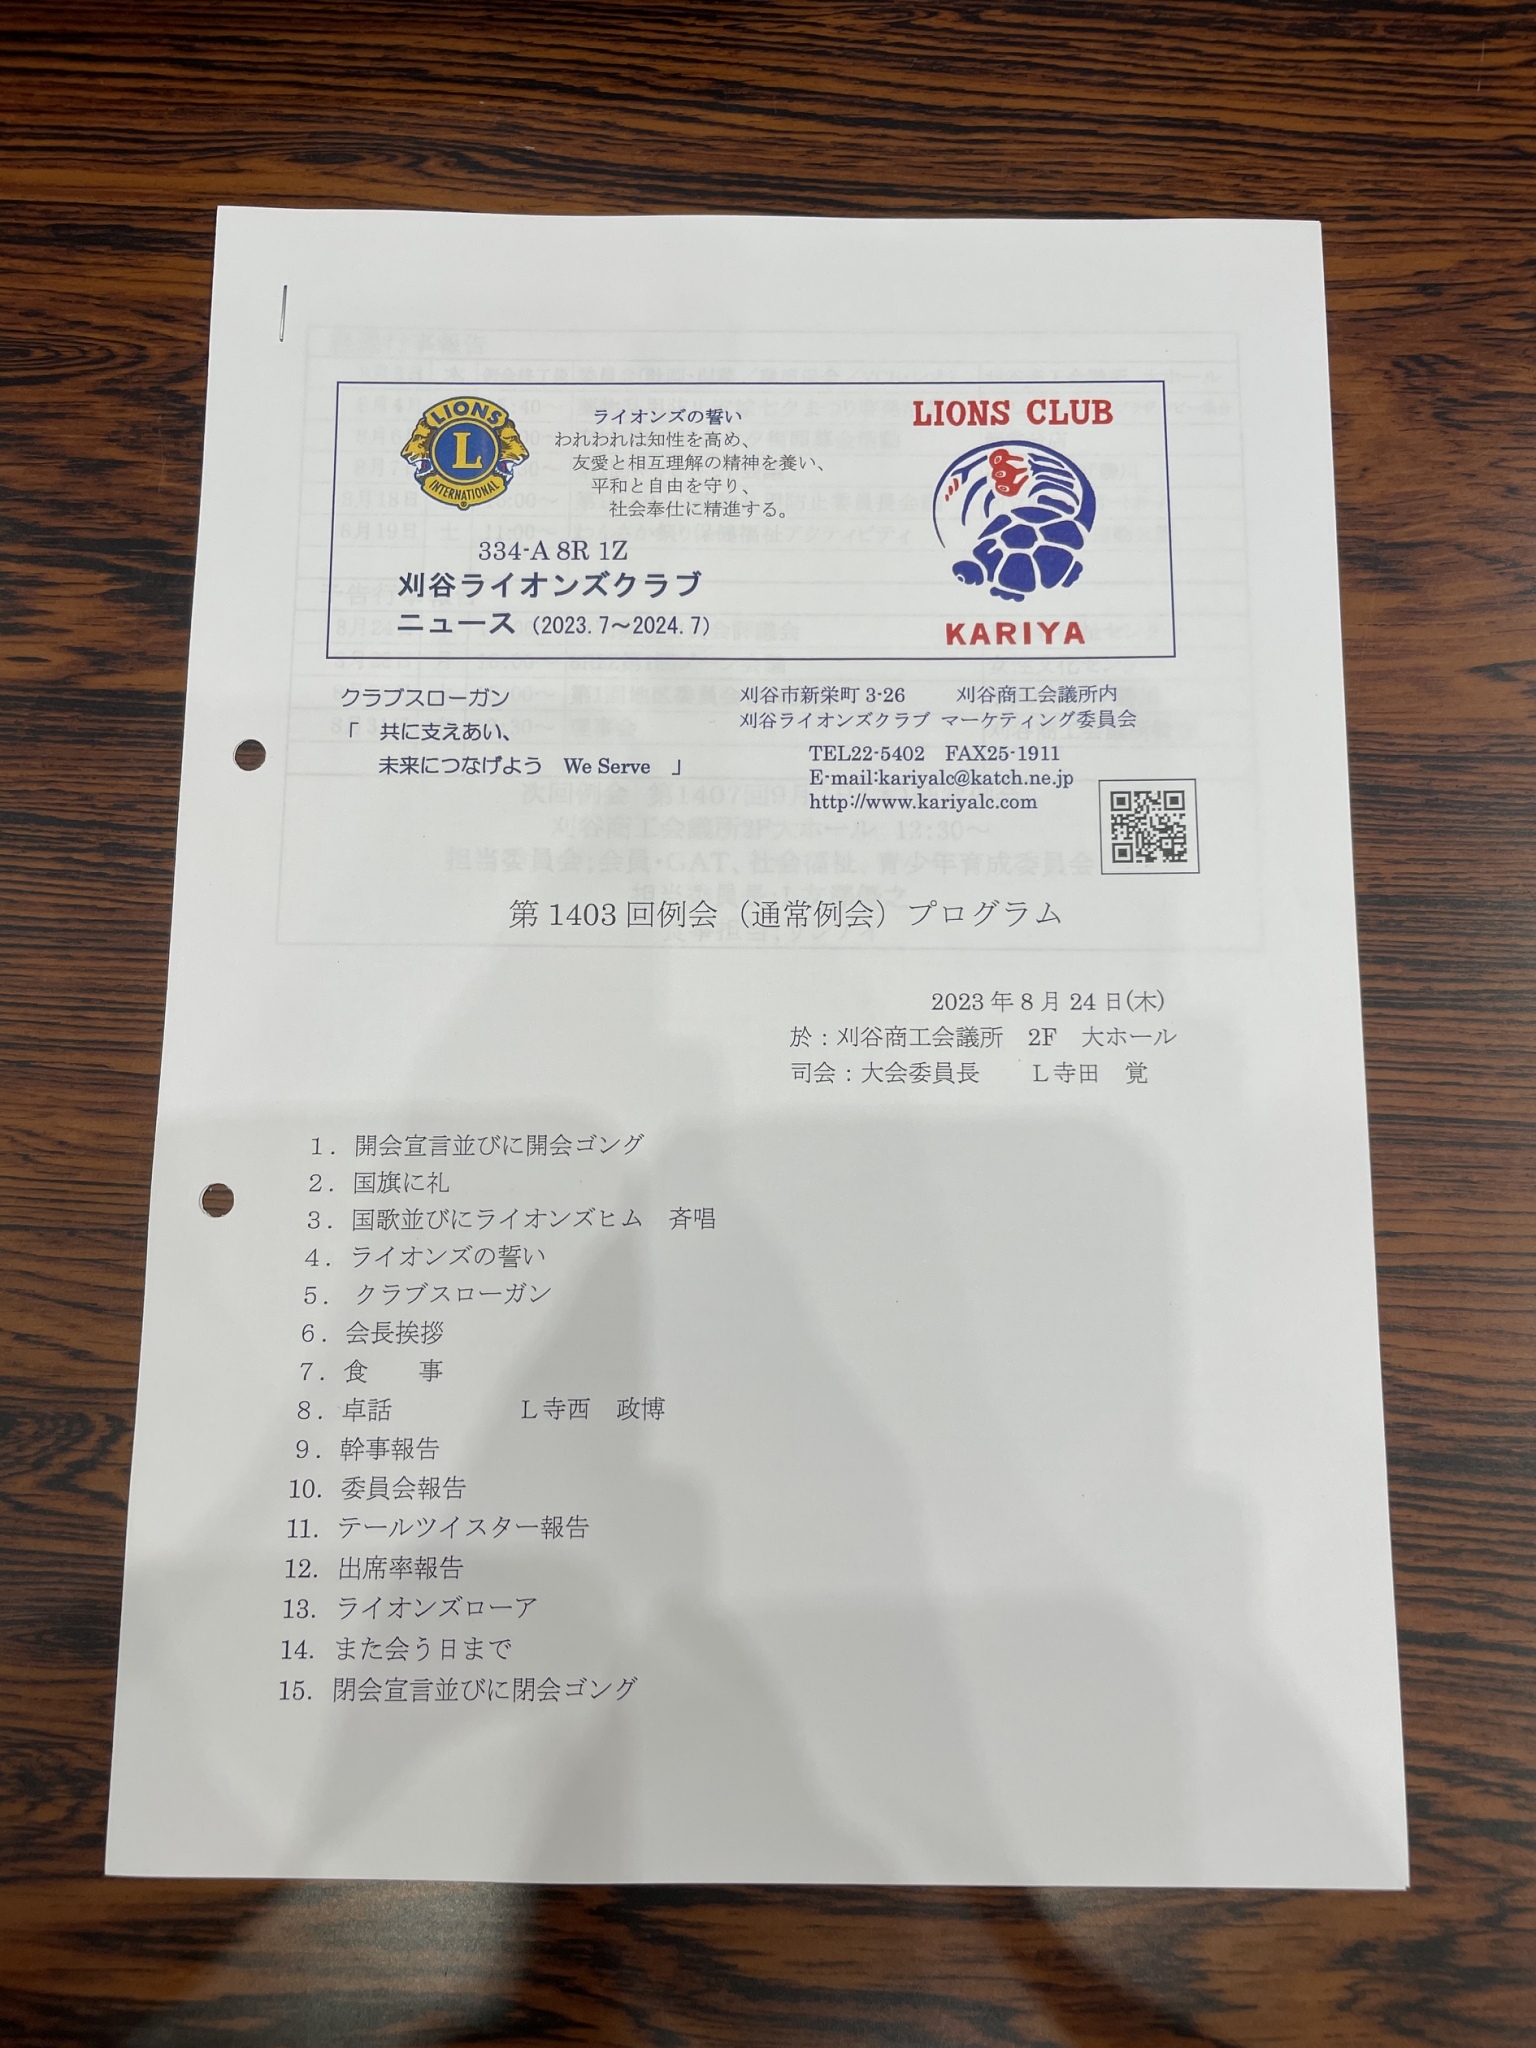 LIONS
L
INTERNATIONAL
ライオンズの誓い
われわれは知性を高め、
友愛と相互理解の精神を養い、
平和と自由を守り、
社会奉仕に精進する。
334-A 8R 1Z
刈谷ライオンズクラブ
ニュース (2023.7～2024.7)
LIONS CLUB
KARIYA
クラブスローガン
「 共に支えあい、
未来につなげよう We Serve 」
刈谷市新栄町 3-26 刈谷商工会議所内
刈谷ライオンズクラブ マーケティング委員会
TEL22-5402 FAX25-1911
E-mail:kariyalc@katch.ne.jp
http://www.kariyalc.com
第 1403 回例会（通常例会）プログラム
2023 年 8 月 24 日(木)
於：刈谷商工会議所 2F 大ホール
司会：大会委員長 L寺田 覚
１．開会宣言並びに開会ゴング
２．国旗に礼
３．国歌並びにライオンズヒム 斉唱
４．ライオンズの誓い
５． クラブスローガン
６．会長挨拶
７．食 事
８．卓話 L寺西 政博
９．幹事報告
10. 委員会報告
11. テールツイスター報告
12. 出席率報告
13. ライオンズローア
14. また会う日まで
15. 閉会宣言並びに閉会ゴング